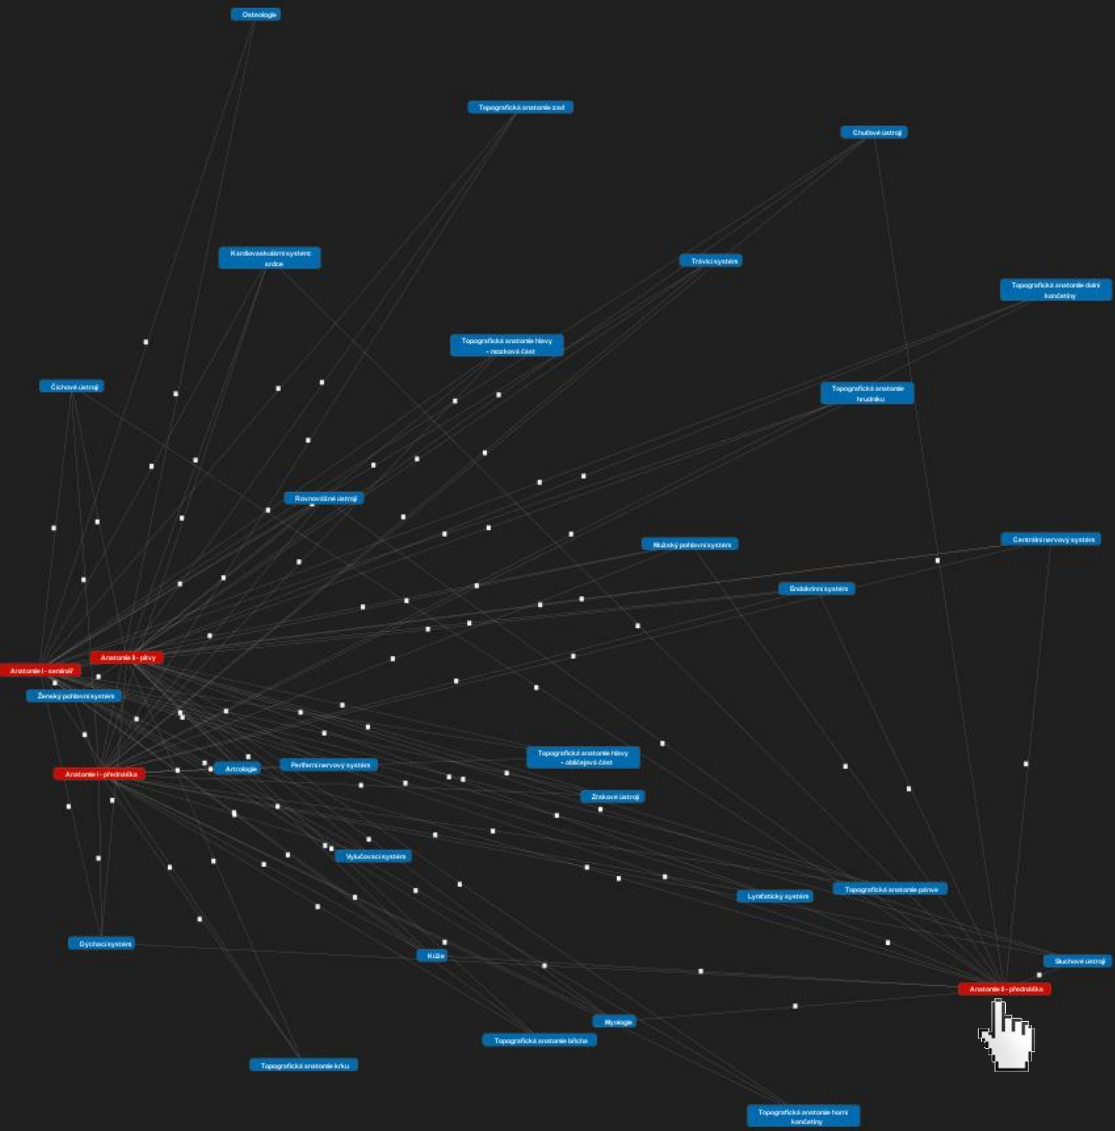 Osteologie
Topografická anatomie zad
Chuťové ústrojí
Kardiovaskulární systém:
srdce
Trávicí systém
Topografická anatomie dolní
končetiny
Topografická anatomie hlavy
- mozková část
Čichové ústrojí
Topografická anatomie
hrudníku
Rovnovážné ústrojí
Mužský pohlavní systém
Centrální nervový systém
Endokrinní systém
Anatomie II - pitvy
Anatomie I - seminář
Ženský pohlavní systém
Topografická anatomie hlavy
- obličejová část
Anatomie I - přednáška
Artrologie
Periferní nervový systém
Zrakové ústrojí
Vylučovací systém
Topografická anatomie pánve
Lymfatický systém
Dýchací systém
Kůže
Sluchové ústrojí
Anatomie II - přednáška
Myologie
Topografická anatomie břicha
Topografická anatomie krku
Topografická anatomie horní
končetiny